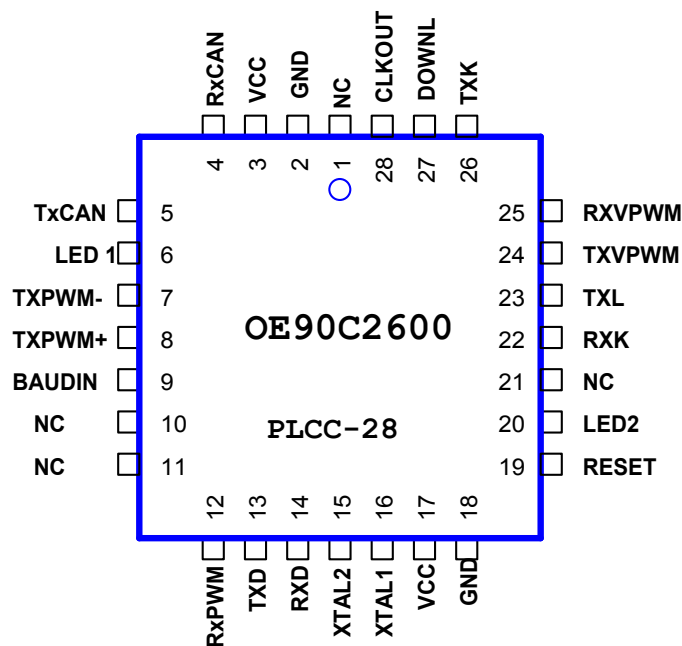 RxCAN
VCC
GND
NC
CLKOUT
DOWNL
TXK
4
3
2
1
28
27
26
TxCAN 5
LED 1 6
TXPWM- 7
TXPWM+ 8
BAUDIN 9
NC 10
NC 11
OE90C2600
PLCC-28
25 RXVPWM
24 TXVPWM
23 TXL
22 RXK
21 NC
20 LED2
19 RESET
12
13
14
15
16
17
18
RxPWM
TXD
RXD
XTAL2
XTAL1
VCC
GND